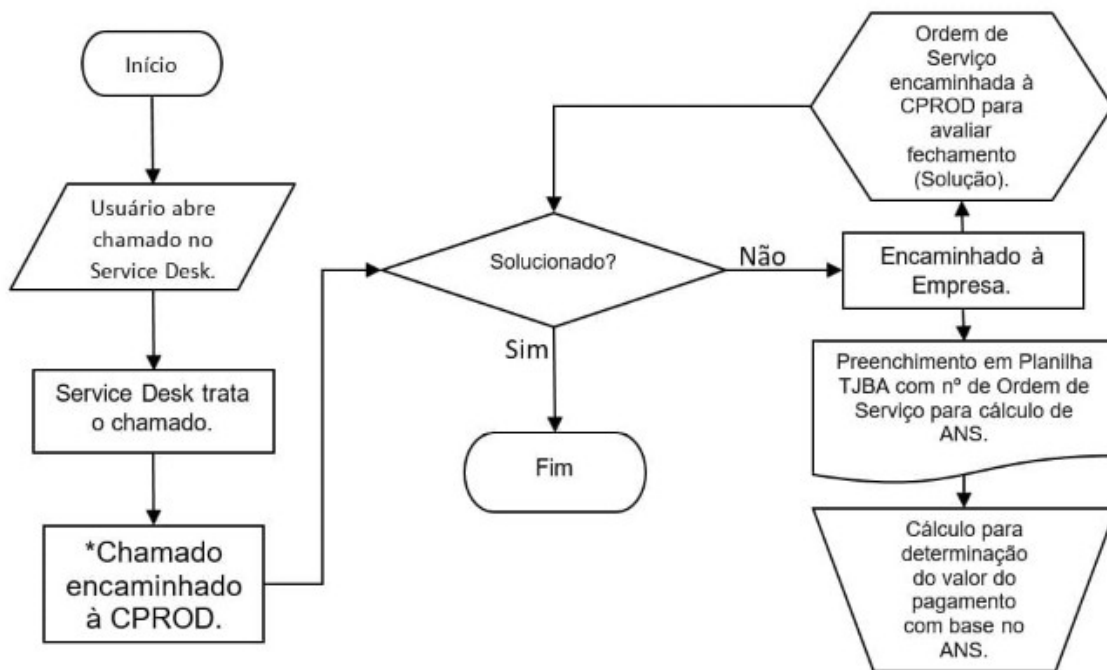 Início
Usuário abre
chamado no
Service Desk.
Service Desk trata
o chamado.
*Chamado
encaminhado
à CPROD.
Solucionado?
Sim
Fim
Não
Encaminhado à
Empresa.
Ordem de
Serviço
encaminhada à
CPROD para
avaliar
fechamento
(Solução).
Preenchimento em Planilha
TJBA com nº de Ordem de
Serviço para cálculo de
ANS.
Cálculo para
determinação
do valor do
pagamento
com base no
ANS.